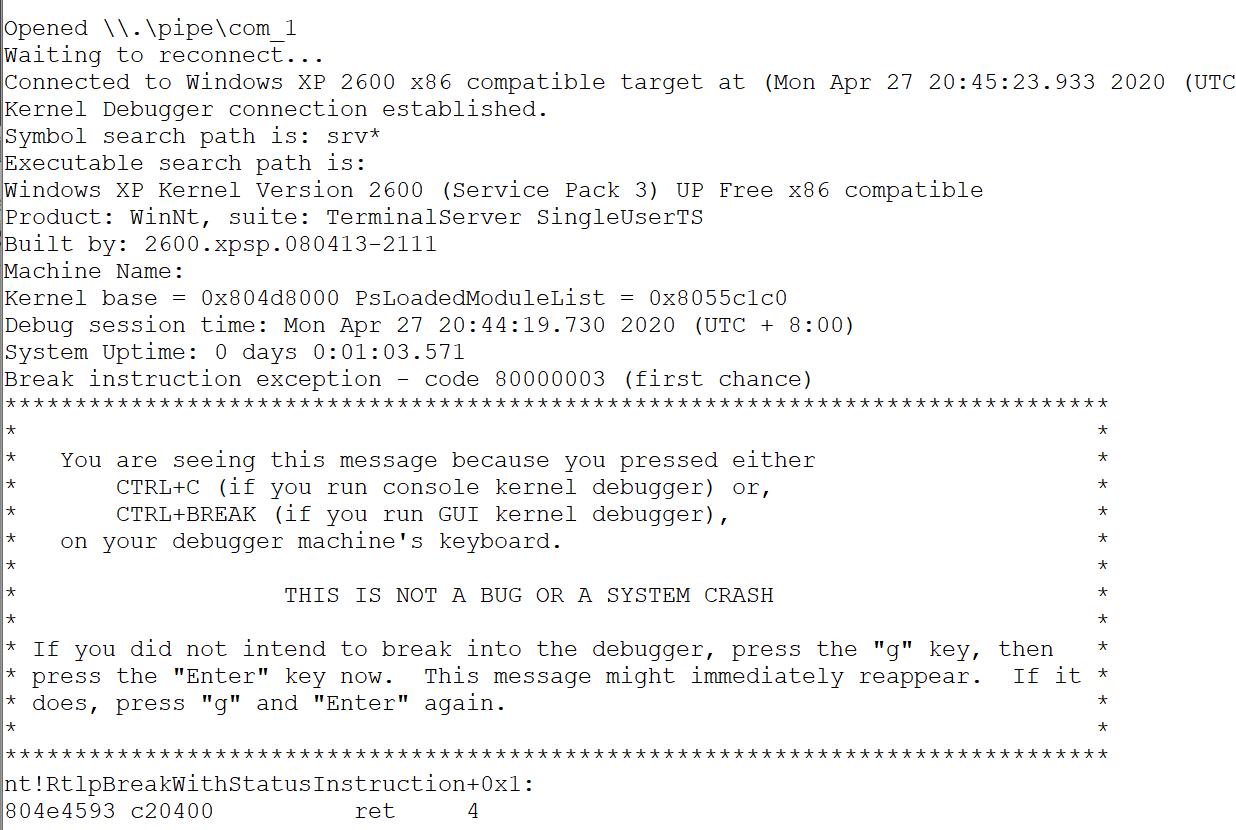 Opened \\.\pipe\com_1
Waiting to reconnect...
Connected to Windows XP 2600 x86 compatible target at (Mon Apr 27 20:45:23.933 2020 (UTC
Kernel Debugger connection established.
Symbol search path is: srv*
Executable search path is:
Windows XP Kernel Version 2600 (Service Pack 3) UP Free x86 compatible
Product: WinNt, suite: TerminalServer SingleUserTS
Built by: 2600.xpsp.080413-2111
Machine Name:
Kernel base = 0x804d8000 PsLoadedModuleList = 0x8055c1c0
Debug session time: Mon Apr 27 20:44:19.730 2020 (UTC + 8:00)
System Uptime: 0 days 0:01:03.571
Break instruction exception - code 80000003 (first chance)
*******************************************************************************
*                                                                             *
*   You are seeing this message because you pressed either                    *
*       CTRL+C (if you run console kernel debugger) or,                       *
*       CTRL+BREAK (if you run GUI kernel debugger),                          *
*   on your debugger machine's keyboard.                                      *
*                                                                             *
*                   THIS IS NOT A BUG OR A SYSTEM CRASH                       *
*                                                                             *
* If you did not intend to break into the debugger, press the "g" key, then   *
* press the "Enter" key now.  This message might immediately reappear.  If it *
* does, press "g" and "Enter" again.                                          *
*                                                                             *
*******************************************************************************
nt!RtlpBreakWithStatusInstruction+0x1:
804e4593 c20400          ret     4